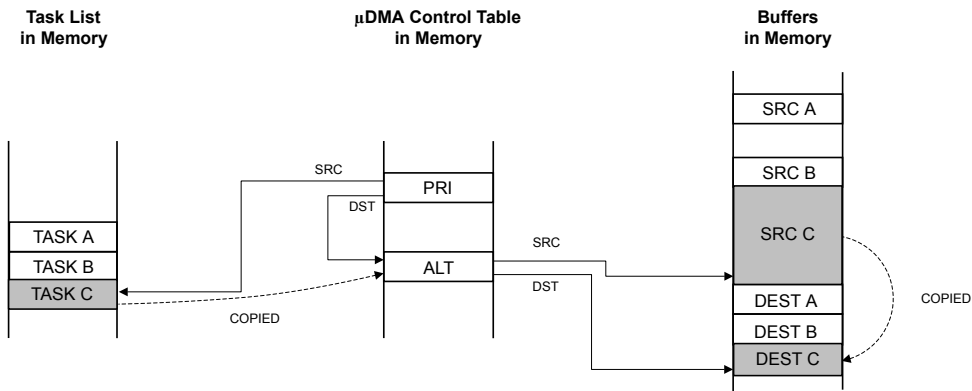 Task List
in Memory
µDMA Control Table
in Memory
Buffers
in Memory
SRC A
SRC B
SRC
PRI
DST
SRC C
TASK A
TASK B
TASK C
ALT
SRC
DST
COPIED
DEST A
DEST B
DEST C
COPIED